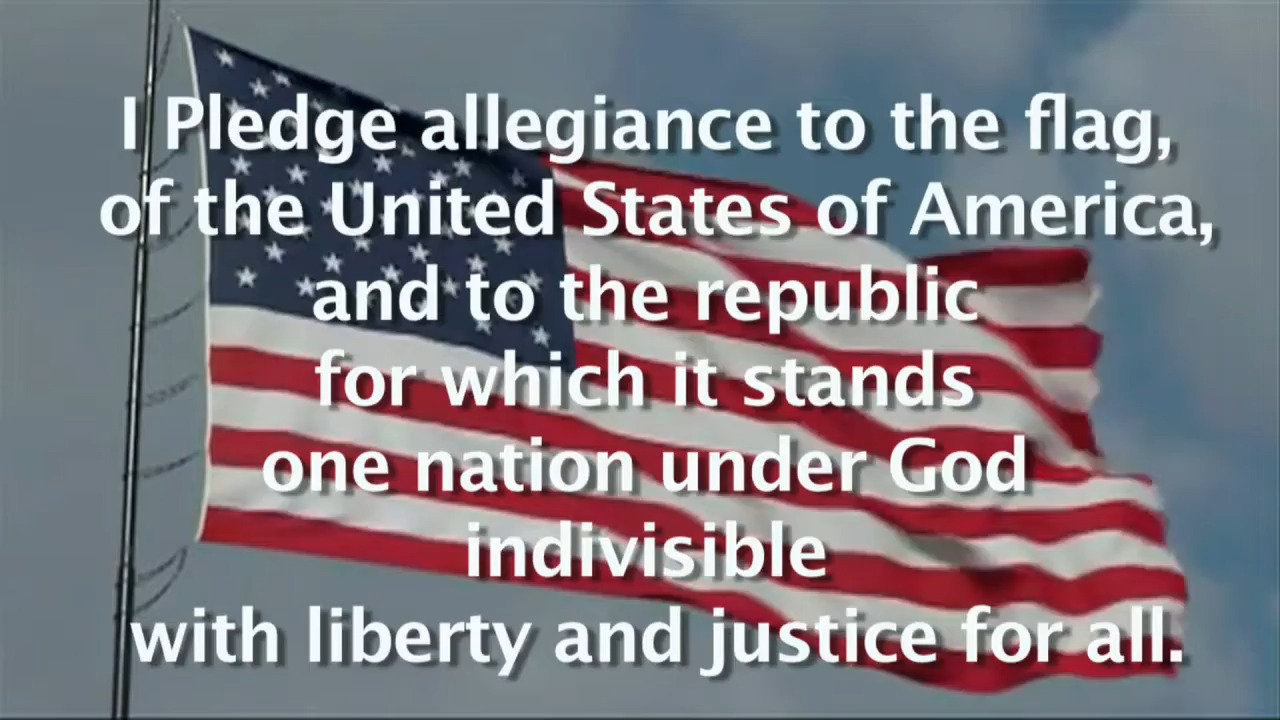 I Pledge allegiance to the flag,
of the United States of America,
and to the republic
for which it stands
one nation under God
indivisible
with liberty and justice for all.